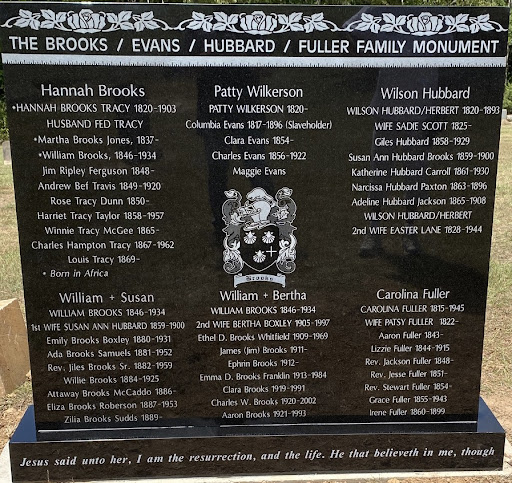 THE BROOKS / EVANS / HUBBARD / FULLER FAMILY MONUMENT
Hannah Brooks
•HANNAH BROOKS TRACY 1820-1903
HUSBAND FED TRACY
•Martha Brooks Jones, 1837-
•William Brooks, 1846-1934
Jim Ripley Ferguson 1848-
Andrew Bef Travis 1849-1920
Rose Tracy Dunn 1850-
Harriet Tracy Taylor 1858-1957
Winnie Tracy McGee 1865-
Charles Hampton Tracy 1867-1962
Louis Tracy 1869-
• Born in Africa
Patty Wilkerson
PATTY WILKERSON 1820-
Columbia Evans 1817-1896 (Slaveholder)
Clara Evans 1854-
Charles Evans 1856-1922
Maggie Evans
Brooks
Wilson Hubbard
WILSON HUBBARD/HERBERT 1820-1893
WIFE SADIE SCOTT 1825-
Giles Hubbard 1858-1929
Susan Ann Hubbard Brooks 1859-1900
Katherine Hubbard Carroll 1861-1930
Narcissa Hubbard Paxton 1863-1896
Adeline Hubbard Jackson 1865-1908
WILSON HUBBARD/HERBERT
2ND WIFE EASTER LANE 1828-1944
William + Susan
WILLIAM BROOKS 1846-1934
1st WIFE SUSAN ANN HUBBARD 1859-1900
Emily Brooks Boxley 1880-1931
Ada Brooks Samuels 1881-1952
Rev. Jiles Brooks Sr. 1882-1959
Willie Brooks 1884-1925
Attaway Brooks McCaddo 1886-
Eliza Brooks Roberson 1887-1953
Zilia Brooks Sudds 1889-
William + Bertha
WILLIAM BROOKS 1846-1934
2ND WIFE BERTHA BOXLEY 1905-1997
Ethel D. Brooks Whitfield 1909-1969
James (Jim) Brooks 1911-
Ephrin Brooks 1912-
Emma D. Brooks Franklin 1913-1984
Clara Brooks 1919-1991
Charles W. Brooks 1920-2002
Aaron Brooks 1921-1993
Carolina Fuller
CAROLINA FULLER 1815-1945
WIFE PATSY FULLER 1822-
Aaron Fuller 1843-
Lizzie Fuller 1844-1915
Rev. Jackson Fuller 1848-
Rev. Jesse Fuller 1851-
Rev. Stewart Fuller 1854-
Grace Fuller 1855-1943
Irene Fuller 1860-1899
Jesus said unto her, I am the resurrection, and the life. He that believeth in me, though